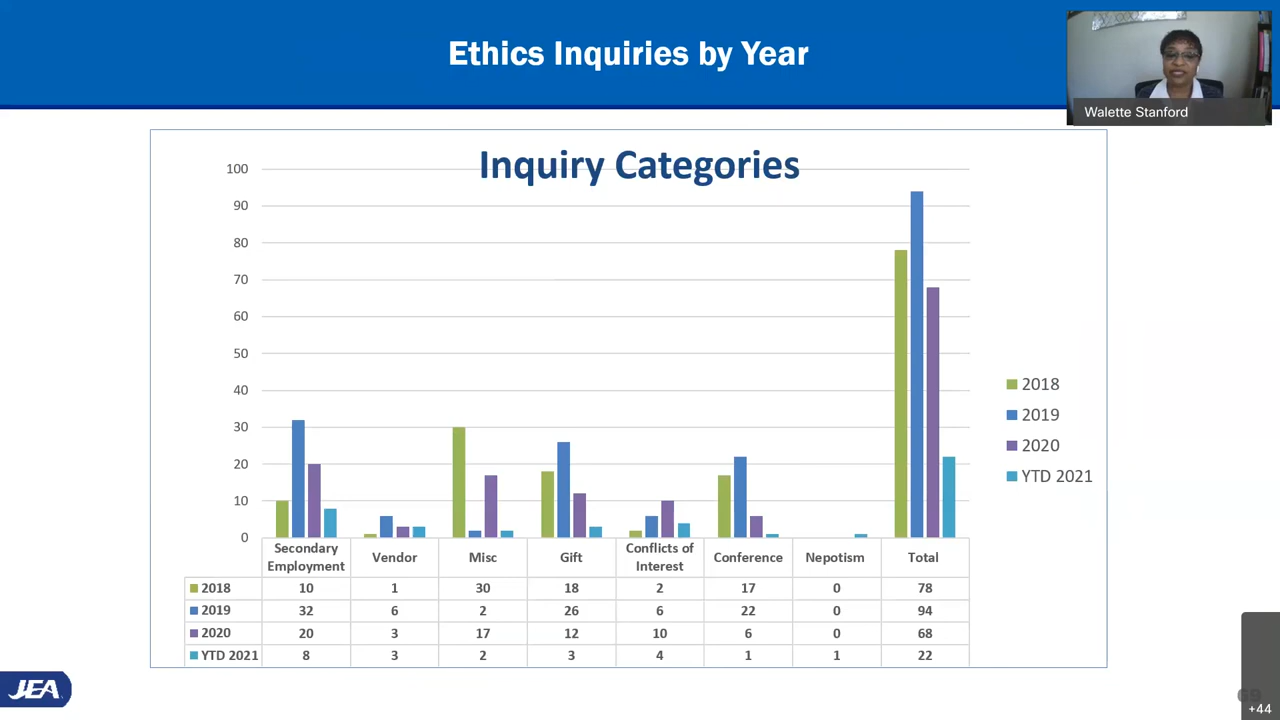 Ethics Inquiries by Year
Walette Stanford
Inquiry Categories
100
90
80
70
60
50
40
30
20
10
0
2018
2019
2020
YTD 2021
Secondary Employment Vendor Misc Gift Conflicts of Interest Conference Nepotism Total
2018 10 1 30 18 2 17 0 78
2019 32 6 2 26 6 22 0 94
2020 20 3 17 12 10 6 0 68
YTD 2021 8 3 2 3 4 1 1 22
JEA
+44